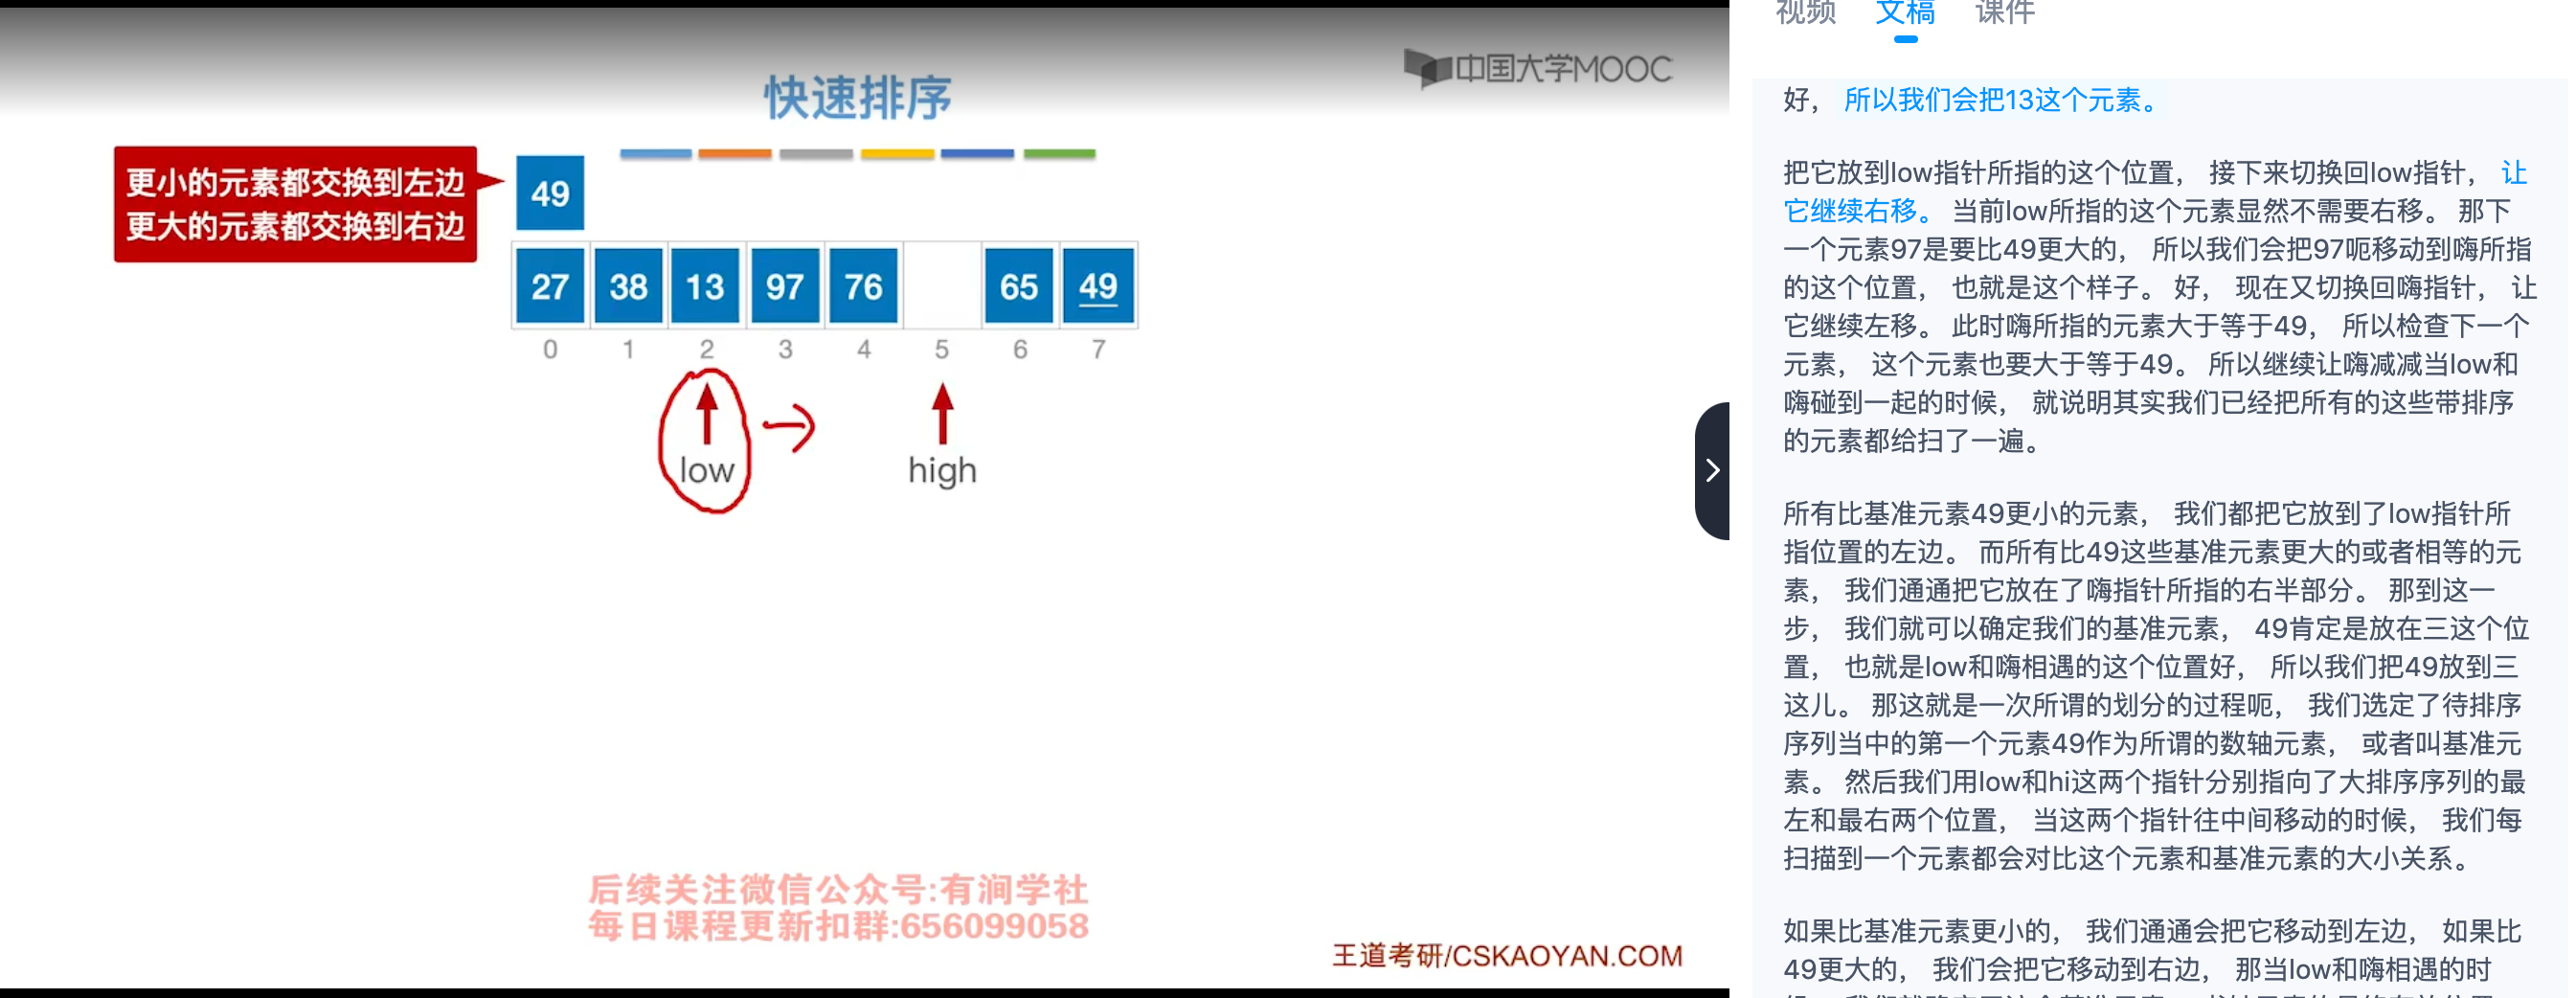 快速排序
中国大学MOOC
更小的元素都交换到左边
更大的元素都交换到右边
49
27 38 13 97 76 65 49
0 1 2 3 4 5 6 7
low high
后续关注微信公众号:有涧学社
每日课程更新扣群:656099058
王道考研/CSKAOYAN.COM
视频 文稿 课件
好， 所以我们会把13这个元素。
把它放到low指针所指的这个位置， 接下来切换回low指针， 让
它继续右移。 当前low所指的这个元素显然不需要右移。 那下
一个元素97是要比49更大的， 所以我们会把97呃移动到嗨所指
的这个位置， 也就是这个样子。 好， 现在又切换回嗨指针， 让
它继续左移。 此时嗨所指的元素大于等于49， 所以检查下一个
元素， 这个元素也要大于等于49。 所以继续让嗨减减当low和
嗨碰到一起的时候， 就说明其实我们已经把所有的这些带排序
的元素都给扫了一遍。
所有比基准元素49更小的元素， 我们都把它放到了low指针所
指位置的左边。 而所有比49这些基准元素更大的或者相等的元
素， 我们通通把它放在了嗨指针所指的右半部分。 那到这一
步， 我们就可以确定我们的基准元素， 49肯定是放在三这个位
置， 也就是low和嗨相遇的这个位置好， 所以我们把49放到三
这儿。 那这就是一次所谓的划分的过程呃， 我们选定了待排序
序列当中的第一个元素49作为所谓的数轴元素， 或者叫基准元
素。 然后我们用low和hi这两个指针分别指向了大排序序列的最
左和最右两个位置， 当这两个指针往中间移动的时候， 我们每
扫描到一个元素都会对比这个元素和基准元素的大小关系。
如果比基准元素更小的， 我们通通会把它移动到左边， 如果比
49更大的， 我们会把它移动到右边， 那当low和嗨相遇的时